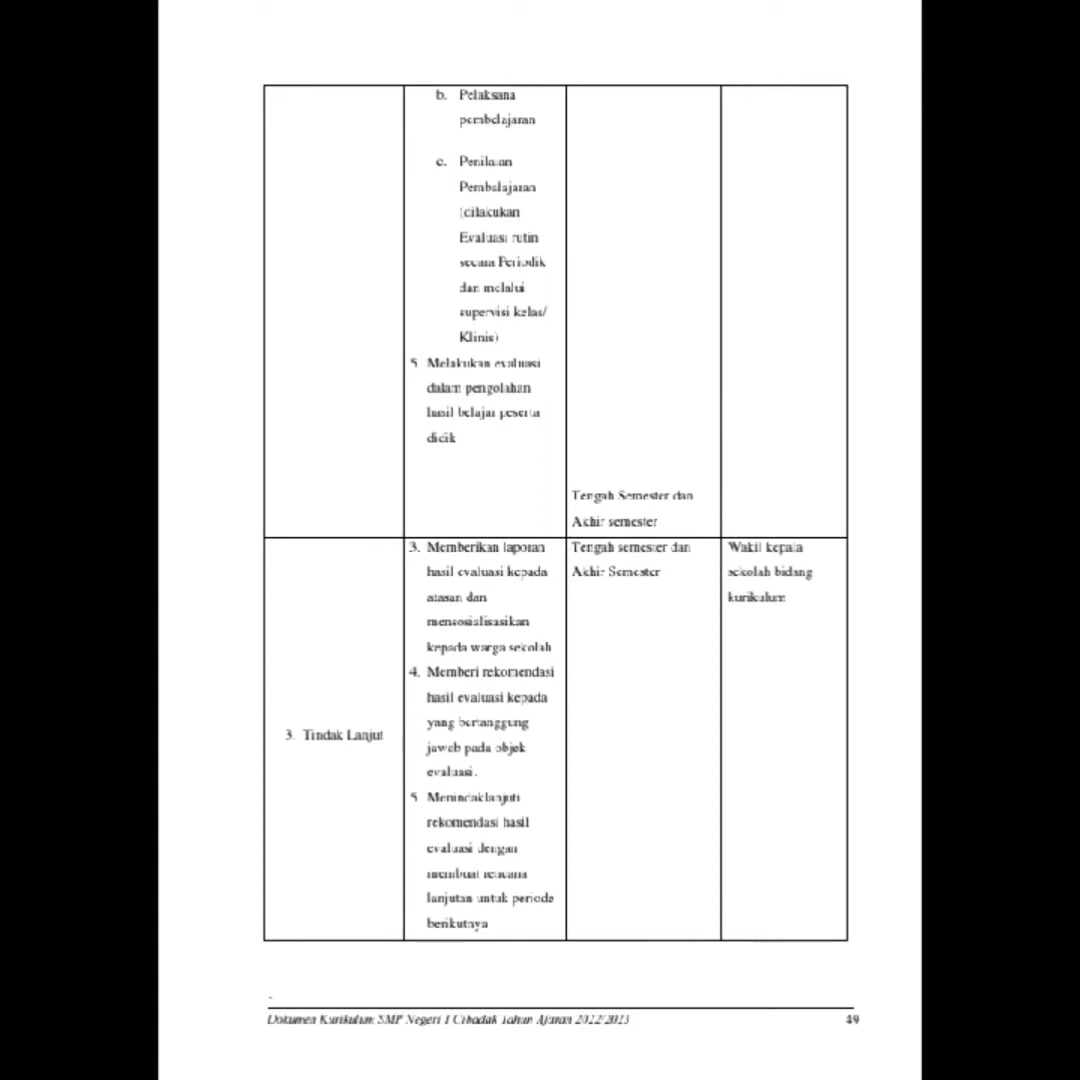 b. Pelaksana
pembelajaran
c. Penilaian
Pembalajaran
(dilakukan
Evaluasi rutin
secara Periodik
dan melalui
supervisi kelas/
Klinis)
5. Melakukan evaluasi
dalam pengolahan
hasil belajar peserta
didik
Tengah Semester dan
Akhir semester
3. Tindak Lanjut
3. Memberikan laporan
hasil evaluasi kepada
atasan dan
mensosialisasikan
kepada warga sekolah
4. Memberi rekomendasi
hasil evaluasi kepada
yang bertanggung
jawab pada objek
evaluasi.
5. Menindaklanjuti
rekomendasi hasil
evaluasi dengan
membuat rencana
lanjutan untuk periode
berikutnya
Tengah semester dan
Akhir Semester
Wakil kepala
sekolah bidang
kurikulum
Dokumen Kurikulum SMP Negeri 1 Cibadak Tahun Ajaran 2022/2023 49